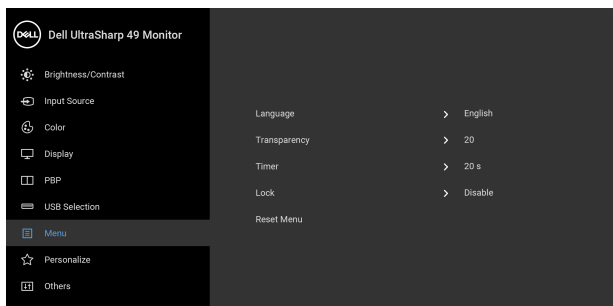 DELL
Dell UltraSharp 49 Monitor
Brightness/Contrast
Input Source
Color
Display
PBP
USB Selection
Menu
Personalize
Others
Language > English
Transparency > 20
Timer > 20 s
Lock > Disable
Reset Menu